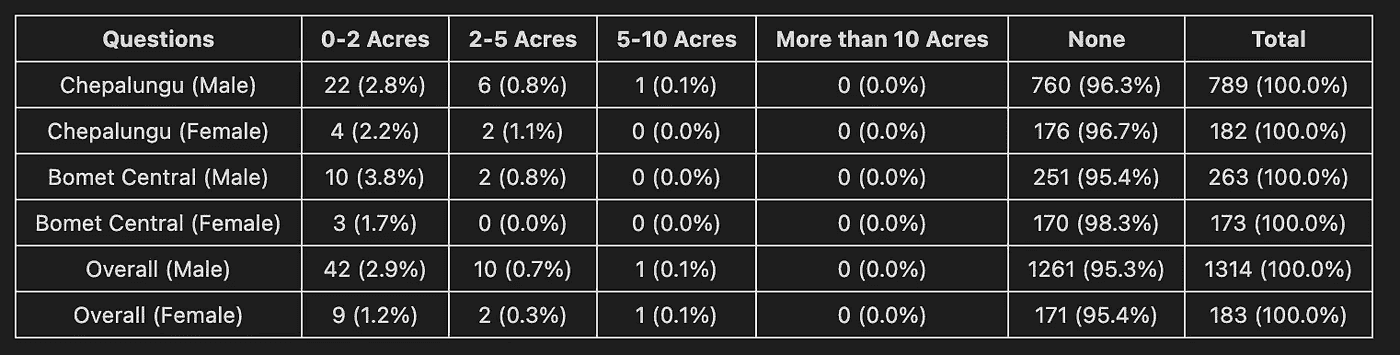 Questions 0-2 Acres 2-5 Acres 5-10 Acres More than 10 Acres None Total
Chepalungu (Male) 22 (2.8%) 6 (0.8%) 1 (0.1%) 0 (0.0%) 760 (96.3%) 789 (100.0%)
Chepalungu (Female) 4 (2.2%) 2 (1.1%) 0 (0.0%) 0 (0.0%) 176 (96.7%) 182 (100.0%)
Bomet Central (Male) 10 (3.8%) 2 (0.8%) 0 (0.0%) 0 (0.0%) 251 (95.4%) 263 (100.0%)
Bomet Central (Female) 3 (1.7%) 0 (0.0%) 0 (0.0%) 0 (0.0%) 170 (98.3%) 173 (100.0%)
Overall (Male) 42 (2.9%) 10 (0.7%) 1 (0.1%) 0 (0.0%) 1261 (95.3%) 1314 (100.0%)
Overall (Female) 9 (1.2%) 2 (0.3%) 1 (0.1%) 0 (0.0%) 171 (95.4%) 183 (100.0%)